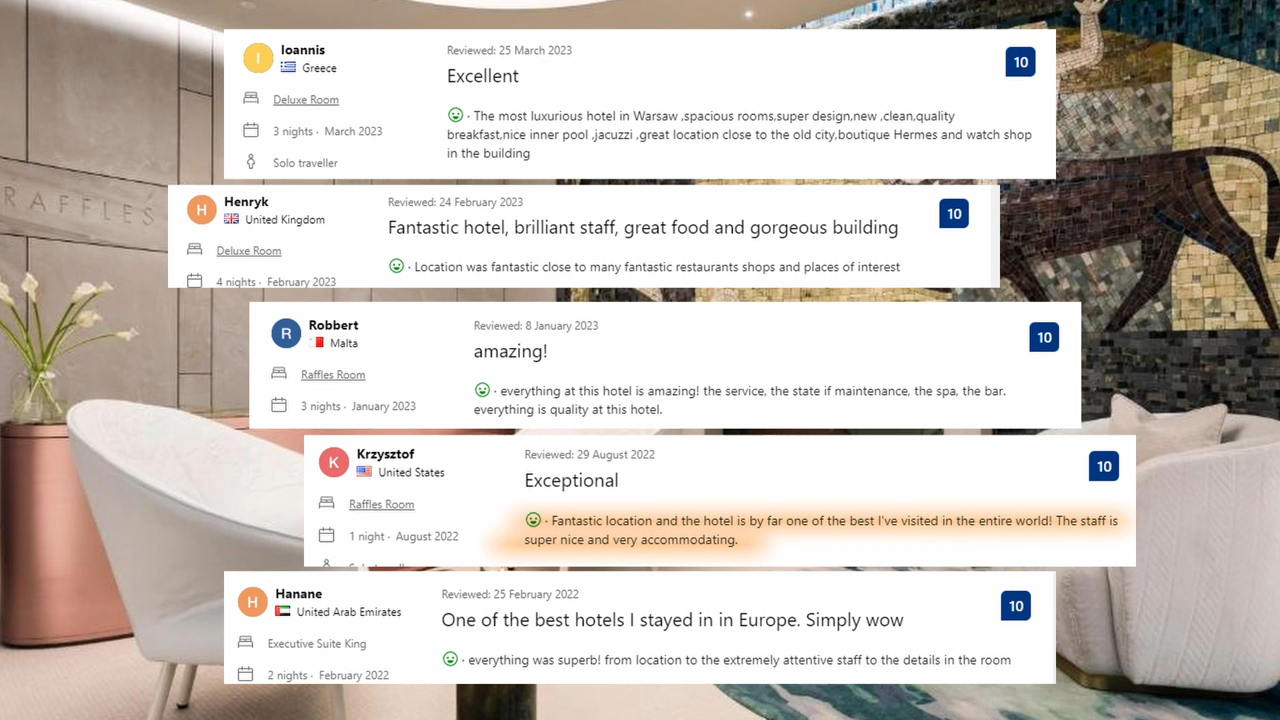 RAFFLES
I
Ioannis
Greece
Deluxe Room
3 nights · March 2023
Solo traveller
Reviewed: 25 March 2023
Excellent
10
· The most luxurious hotel in Warsaw ,spacious rooms,super design,new ,clean,quality
breakfast,nice inner pool ,jacuzzi ,great location close to the old city,boutique Hermes and watch shop
in the building
H
Henryk
United Kingdom
Deluxe Room
4 nights · February 2023
Reviewed: 24 February 2023
Fantastic hotel, brilliant staff, great food and gorgeous building
10
· Location was fantastic close to many fantastic restaurants shops and places of interest
R
Robbert
Malta
Raffles Room
3 nights · January 2023
Reviewed: 8 January 2023
amazing!
10
· everything at this hotel is amazing! the service, the state if maintenance, the spa, the bar.
everything is quality at this hotel.
K
Krzysztof
United States
Raffles Room
1 night · August 2022
Reviewed: 29 August 2022
Exceptional
10
· Fantastic location and the hotel is by far one of the best I've visited in the entire world! The staff is
super nice and very accommodating.
H
Hanane
United Arab Emirates
Executive Suite King
2 nights · February 2022
Reviewed: 25 February 2022
One of the best hotels I stayed in in Europe. Simply wow
10
· everything was superb! from location to the extremely attentive staff to the details in the room